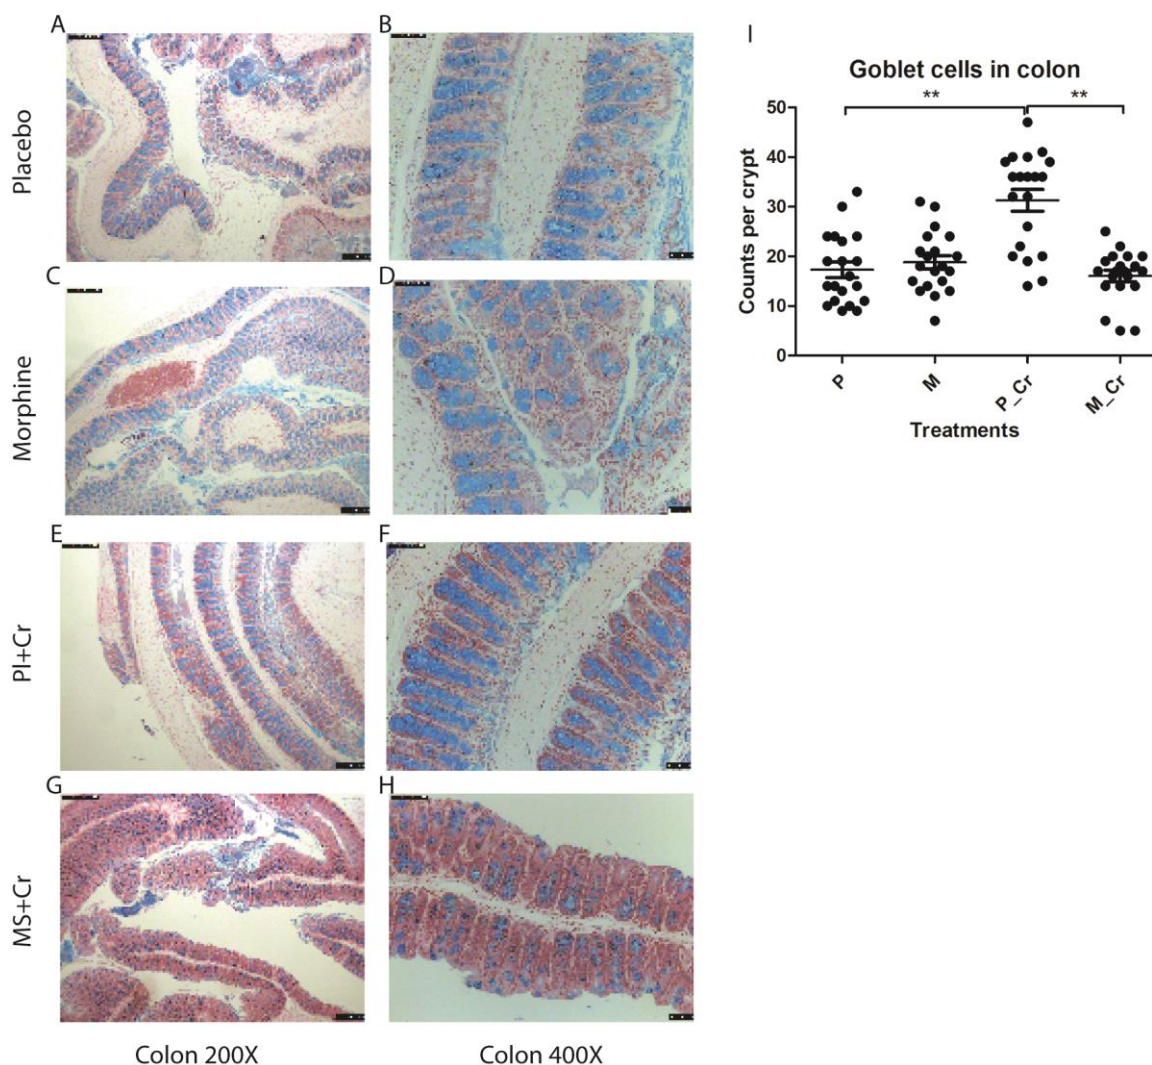 A
B
Placebo
C
D
Morphine
E
F
Pl+Cr
G
H
MS+Cr
Colon 200X
Colon 400X
I
Goblet cells in colon
**
**
50
40
30
20
10
0
Counts per crypt
P
M
P_Cr
M_Cr
Treatments